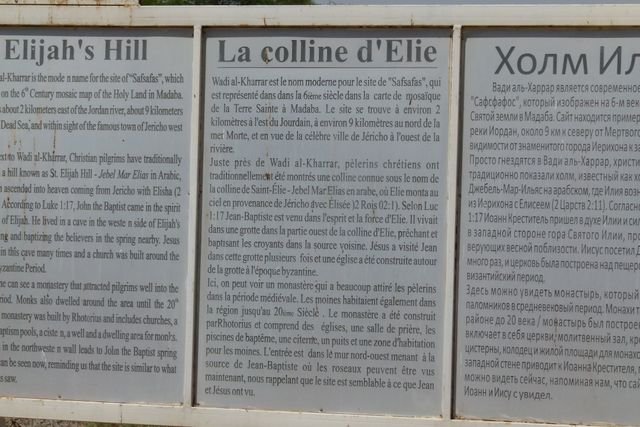 Elijah's Hill
al-Kharrar is the mode n name for the site of "Safsafas", which
on the 6th Century mosaic map of the Holy Land in Madaba.
about 2 kilometers east of the Jordan river, about 9 kilometers
Dead Sea, and within sight of the famous town of Jericho west
ext to Wadi al-Kharrar, Christian pilgrims have traditionally
a hill known as St. Elijah Hill - Jebel Mar Elias in Arabic,
n ascended into heaven coming from Jericho with Elisha (2
According to Luke 1:17, John the Baptist came in the spirit
of Elijah. He lived in a cave in the weste n side of Elijah's
ng and baptizing the believers in the spring nearby. Jesus
in this cave many times and a church was built around the
yzantine Period.
ne can see a monastery that attracted pilgrims well into the
riod. Monks also dwelled around the area until the 20th
monastery was built by Rhotorius and includes churches, a
aptism pools, a ciste n, a well and a dwelling area for monks.
in the northweste n wall leads to John the Baptist spring
can be seen now, reminding us that the site is similar to what
s saw.
La colline d'Elie
Wadi al-Kharrar est le nom moderne pour le site de "Safsafas", qui
est représenté dans dans la 6ième siècle dans la carte de mosaïque
de la Terre Sainte à Madaba. Le site se trouve à environ 2
kilomètres à l'est du Jourdain, à environ 9 kilomètres au nord de la
mer Morte, et en vue de la célèbre ville de Jéricho à l'ouest de la
rivière.
Juste près de Wadi al-Kharrar, pèlerins chrétiens ont
traditionnellement été montrés une colline connue sous le nom de
la colline de Saint-Élie - Jebel Mar Elias en arabe, où Elie monta au
ciel en provenance de Jéricho avec Élisée )2 Rois 02:1). Selon Luc
1:17 Jean-Baptiste est venu dans l'esprit et la force d'Elie. Il vivait
dans une grotte dans la partie ouest de la colline d'Elie, prêchant et
baptisant les croyants dans la source voisine. Jésus a visité Jean
dans cette grotte plusieurs fois et une église a été construite autour
de la grotte à l'époque byzantine.
Ici, on peut voir un monastère qui a beaucoup attiré les pèlerins
dans la période médiévale. Les moines habitaient également dans
la région jusqu'au 20ème Siècle . Le monastère a été construit
parRhotorius et comprend des églises, une salle de prière, les
piscines de baptême, une citerne, un puits et une zone d'habitation
pour les moines. L'entrée est dans le mur nord-ouest menant à la
source de Jean-Baptiste où les roseaux peuvent être vus
maintenant, nous rappelant que le site est semblable à ce que Jean
et Jésus ont vu.
Холм Ил
Вади аль-Харрар является современное
"Сафсфафос", который изображен на 6-м век
Святой земли в Мадаба. Сайт находится пример
реки Иордан, около 9 км к северу от Мертвого
видимости от знаменитого города Иерихона к за
Просто гнездятся в Вади аль-Харрар, христи
традиционно показали холм, известный как хо
Джебель-Мар-Ильяс на арабском, где Илия возн
из Иерихона с Елисеем (2 Царств 2:11). Согласно
1:17 Иоанн Креститель пришел в духе Илии и сил
в западной стороне гора Святого Илии, про
верующих весной поблизости. Иисус посетил Д
много раз, и церковь была построена над пещеро
византийский период.
Здесь можно увидеть монастырь, который
паломников в средневековый период. Монахи т
районе до 20 века / монастырь был построен
включает в себя церкви, молитвенный зал, кре
цистерны, колодец и жилой площади для монахо
западной стене приводит к Иоанна Крестителя, г
можно видеть сейчас, напоминая нам, что сай
Иоанн и Иисус увидел.